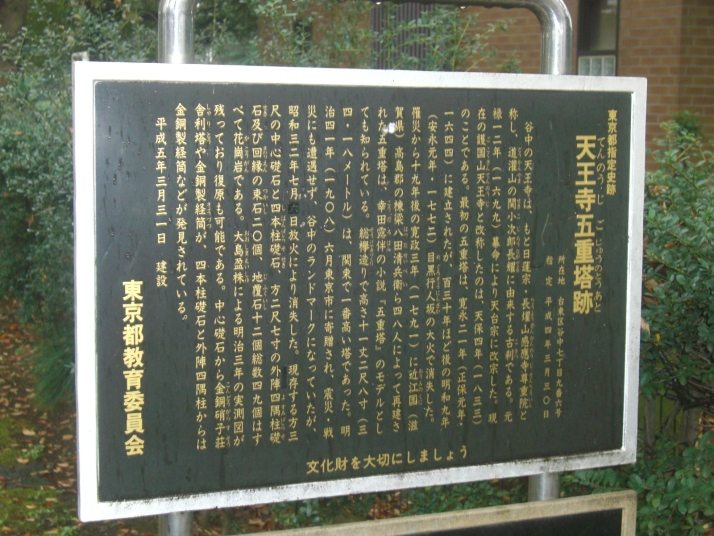 東京都指定史跡
天王寺五重塔跡
てんのうじごじゅうのとうあと
所在地 台東区谷中七丁目九番六号
指定 平成四年三月三〇日
谷中の天王寺は、もと日蓮宗・長燿山感應寺尊重院と
称し、道灌山の関小次郎長燿に由来する古刹である。元
禄一二年（一六九九）幕命により天台宗に改宗した。現
在の護国山天王寺と改称したのは、天保四年（一八三三）
のことである。最初の五重塔は、寛永二一年（正保元年・
一六四四）に建立されたが、百三十年ほど後の明和九年
（安永元年・一七七二）目黒行人坂の大火で消失した。
罹災から十九年後の寛政三年（一七九一）に近江国（滋
賀県）高島郡の棟梁八田清兵衛ら四八人によって再建さ
れた五重塔は、幸田露伴の小説『五重塔』のモデルとし
ても知られている。総欅造りで高さ十一丈二尺八寸（三
四・一八メートル）は、関東で一番高い塔であった。明
治四一年（一九〇八）六月東京市に寄贈され、震災・戦
災にも遭遇せず、谷中のランドマークになっていたが、
昭和三二年七月六日放火により消失した。現存する方三
尺の中心礎石と四本柱礎石、方二尺七寸の外陣四隅柱礎
石及び回縁の束石二〇個、地覆石十二個総数四九個はす
べて花崗岩である。大島盈株による明治三年の実測図が
残っており復原も可能である。中心礎石から金銅硝子荘
舎利塔や金銅製経筒が、四本柱礎石と外陣四隅柱からは
金銅製経筒などが発見されている。
平成五年三月三一日 建設
東京都教育委員会
文化財を大切にしましょう